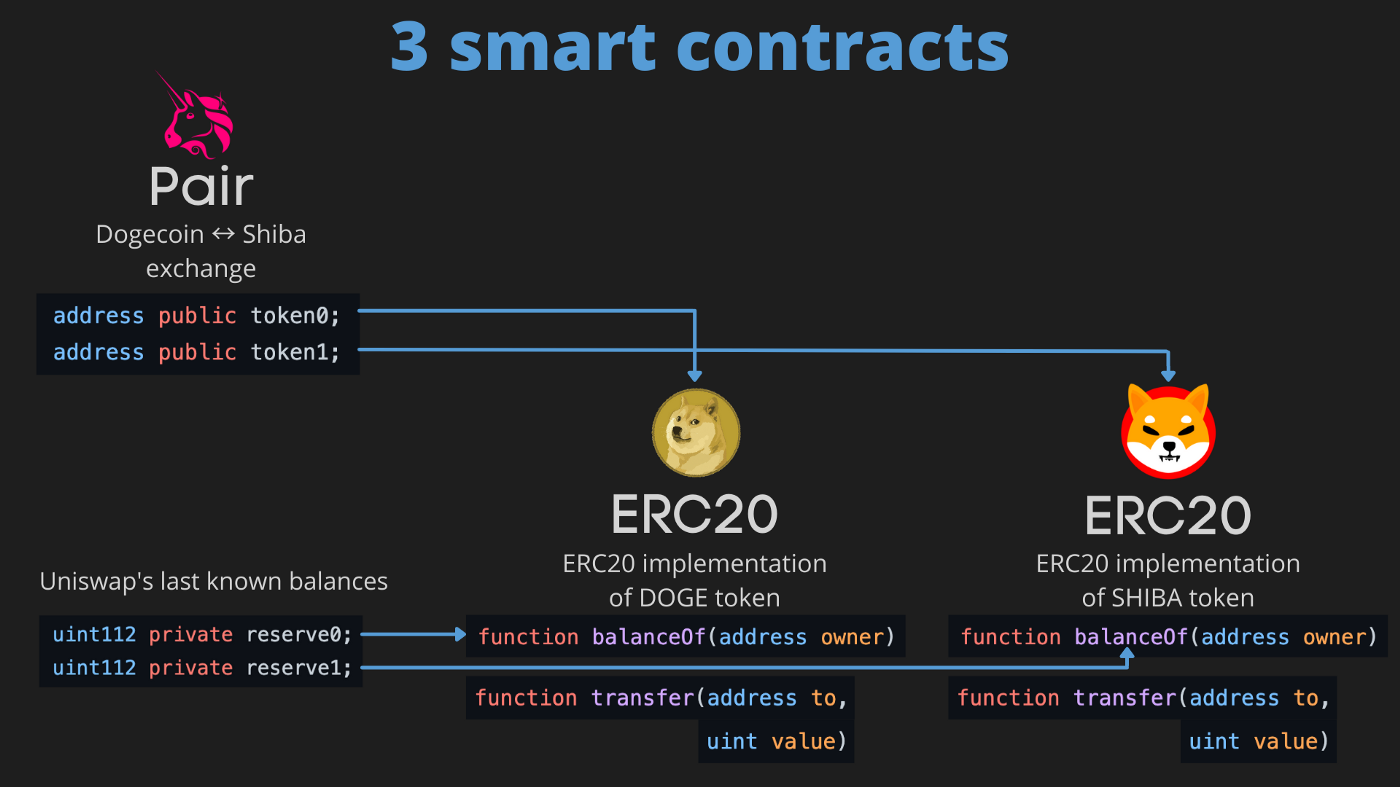 3 smart contracts
Pair
Dogecoin ↔ Shiba
exchange
address public token0;
address public token1;
ERC20
ERC20 implementation
of DOGE token
ERC20
ERC20 implementation
of SHIBA token
Uniswap's last known balances
uint112 private reserve0;
uint112 private reserve1;
function balanceOf(address owner)
function transfer(address to,
uint value)
function balanceOf(address owner)
function transfer(address to,
uint value)